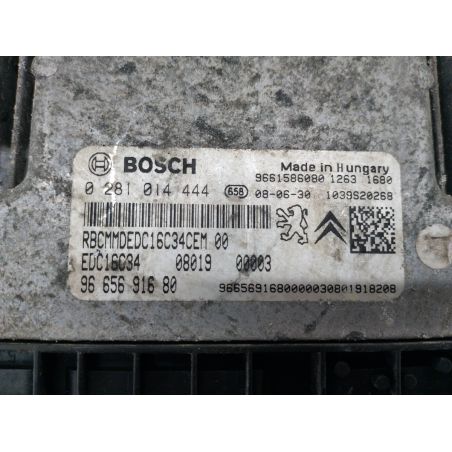 BOSCH Made in Hungary
9661586080 1263 1680
0 281 014 444 658 08-06-30 1039S20268
RBCMMDEDC16C34CEM 00
EDC16C34 08019 00003
96 656 916 80 9665691680000030801918208